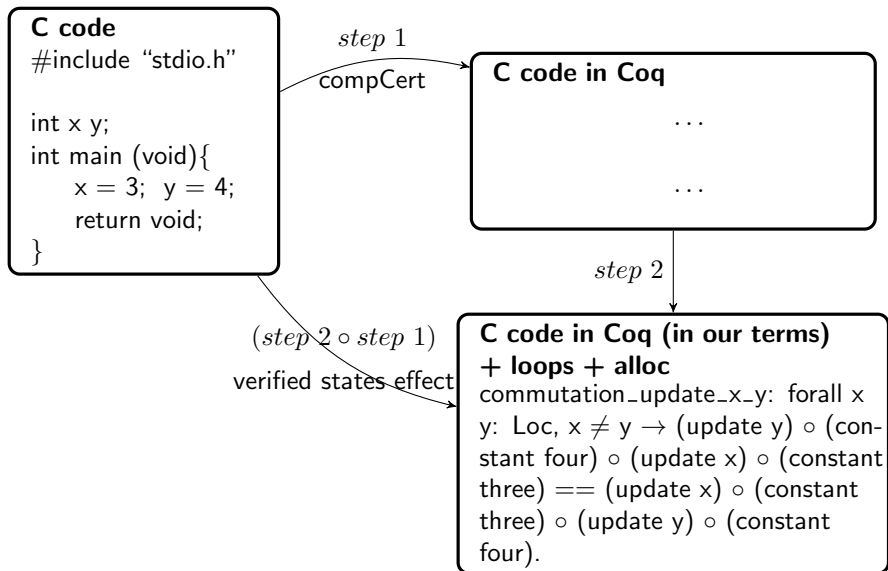 C code
#include “stdio.h”
int x y;
int main (void){
x = 3; y = 4;
return void;
}
step 1
compCert
C code in Coq
...
...
step 2
(step 2 ∘ step 1)
verified states effect
C code in Coq (in our terms)
+ loops + alloc
commutation_update_x_y: forall x
y: Loc, x ≠ y → (update y) ∘ (con-
stant four) ∘ (update x) ∘ (constant
three) == (update x) ∘ (constant
three) ∘ (update y) ∘ (constant
four).